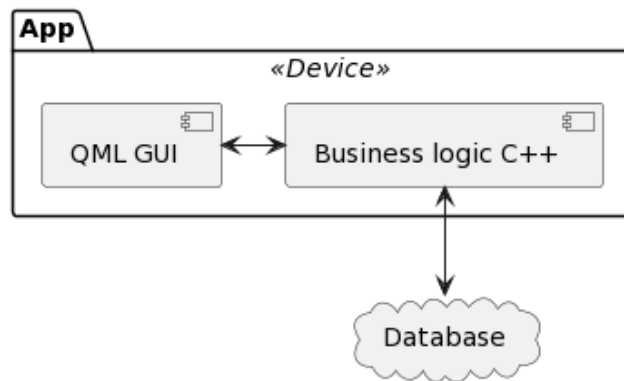 App
«Device»
QML GUI
Business logic C++
Database